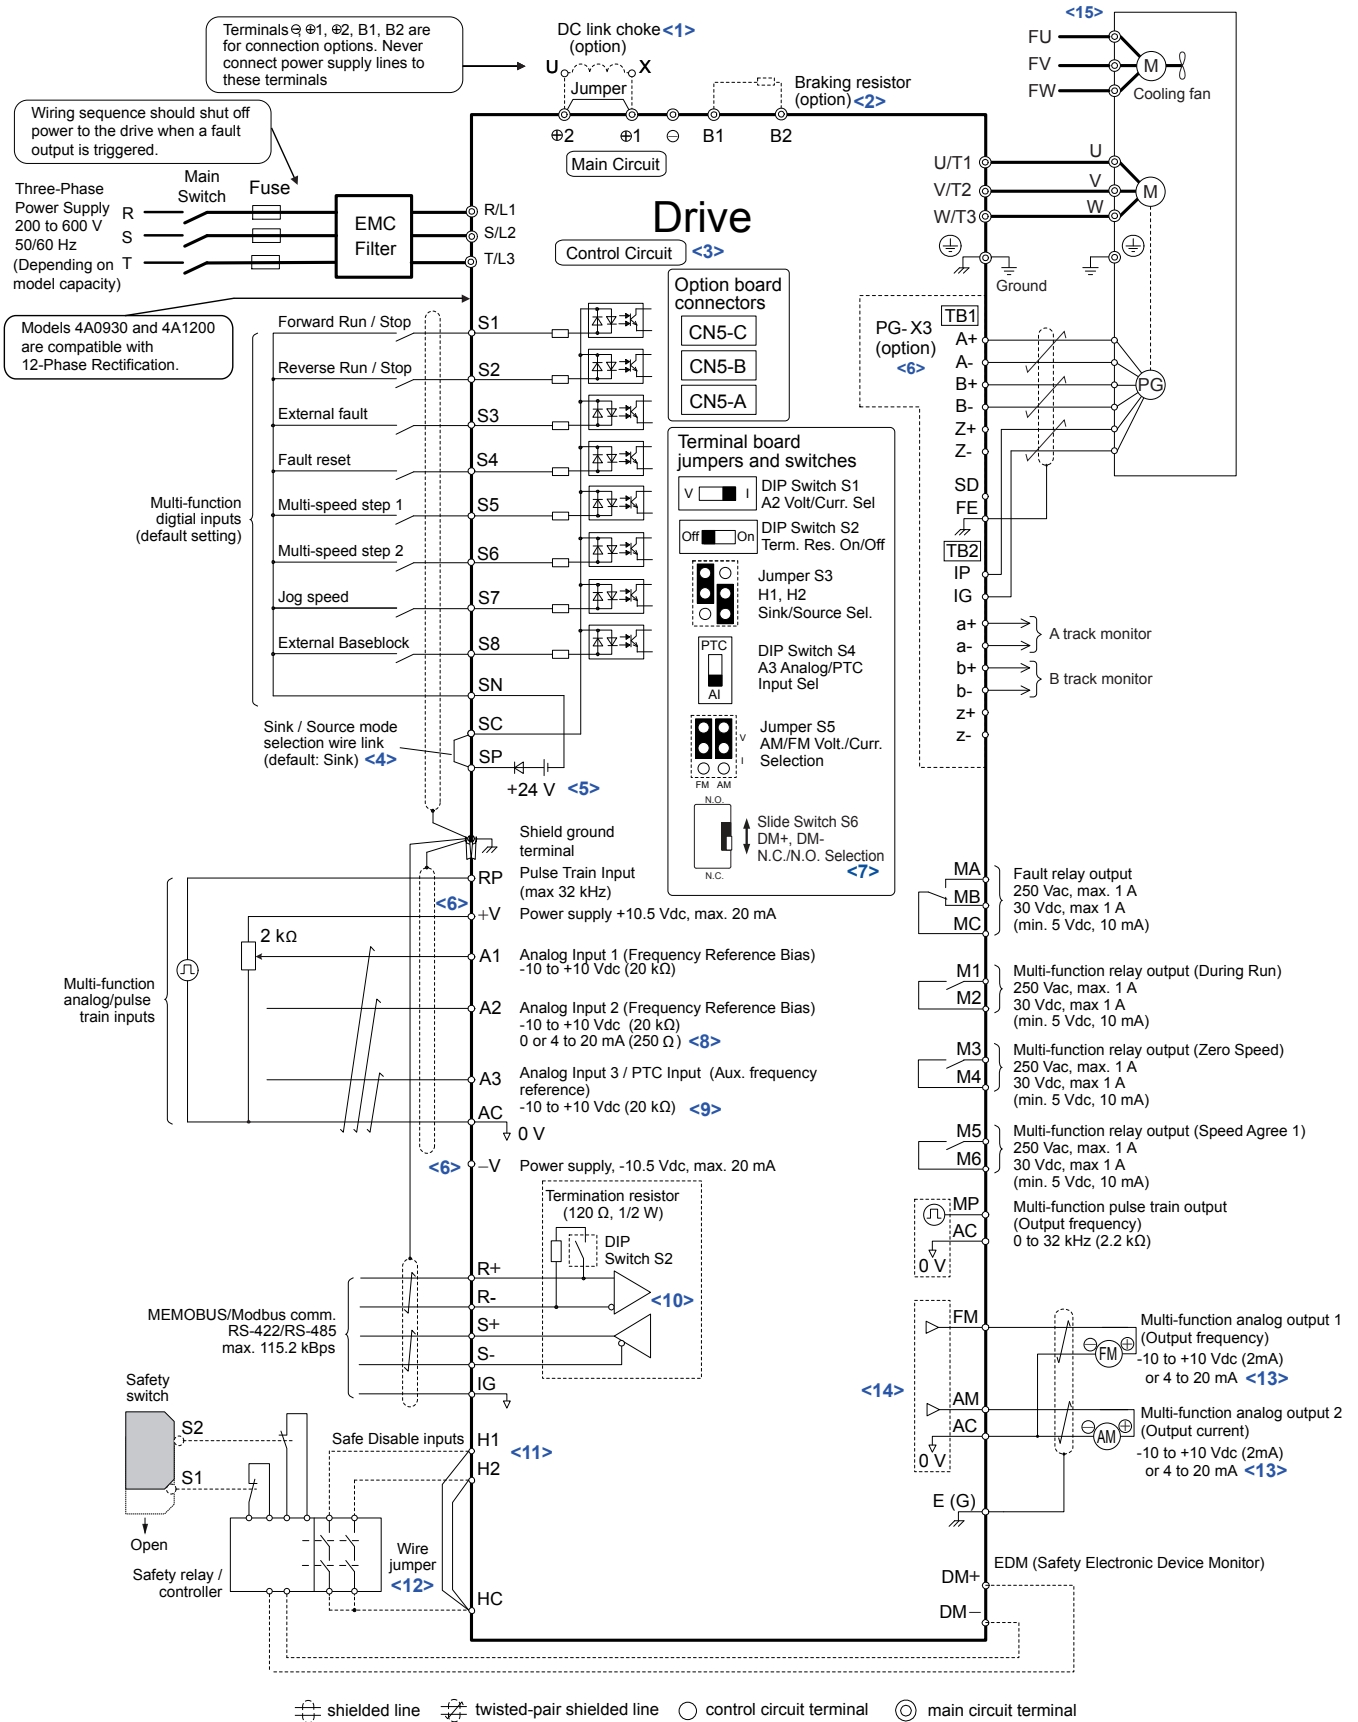 Terminals ⊖, ⊕1, ⊕2, B1, B2 are
for connection options. Never
connect power supply lines to
these terminals
DC link choke <1>
(option)
U X
Jumper
Braking resistor
(option) <2>
⊕2 ⊕1 ⊖ B1 B2
Main Circuit
<15>
FU
FV
FW
M
Cooling fan
Wiring sequence should shut off
power to the drive when a fault
output is triggered.
Three-Phase
Power Supply
200 to 600 V
50/60 Hz
(Depending on
model capacity)
R
S
T
Main
Switch
Fuse
EMC
Filter
R/L1
S/L2
T/L3
Drive
Control Circuit <3>
U/T1 U
V/T2 V
W/T3 W
M
Ground
Models 4A0930 and 4A1200
are compatible with
12-Phase Rectification.
Multi-function
digtial inputs
(default setting)
Forward Run / Stop S1
Reverse Run / Stop S2
External fault S3
Fault reset S4
Multi-speed step 1 S5
Multi-speed step 2 S6
Jog speed S7
External Baseblock S8
SN
SC
SP
Sink / Source mode
selection wire link
(default: Sink) <4>
+24 V <5>
Option board
connectors
CN5-C
CN5-B
CN5-A
Terminal board
jumpers and switches
V I
DIP Switch S1
A2 Volt/Curr. Sel
Off On
DIP Switch S2
Term. Res. On/Off
Jumper S3
H1, H2
Sink/Source Sel.
PTC
AI
DIP Switch S4
A3 Analog/PTC
Input Sel
V
I
FM AM
Jumper S5
AM/FM Volt./Curr.
Selection
N.O.
N.C.
Slide Switch S6
DM+, DM-
N.C./N.O. Selection
<7>
PG-X3
(option)
<6>
TB1
A+
A-
B+
B-
Z+
Z-
SD
FE
TB2
IP
IG
a+
a-
b+
b-
z+
z-
PG
A track monitor
B track monitor
Shield ground
terminal
Multi-function
analog/pulse
train inputs
2 kΩ
RP
Pulse Train Input
(max 32 kHz)
<6>
+V Power supply +10.5 Vdc, max. 20 mA
A1 Analog Input 1 (Frequency Reference Bias)
-10 to +10 Vdc (20 kΩ)
A2 Analog Input 2 (Frequency Reference Bias)
-10 to +10 Vdc (20 kΩ)
0 or 4 to 20 mA (250 Ω) <8>
A3 Analog Input 3 / PTC Input (Aux. frequency
reference)
-10 to +10 Vdc (20 kΩ) <9>
AC
0 V
<6> −V Power supply, -10.5 Vdc, max. 20 mA
Termination resistor
(120 Ω, 1/2 W)
DIP
Switch S2
<10>
MEMOBUS/Modbus comm.
RS-422/RS-485
max. 115.2 kBps
R+
R-
S+
S-
IG
Safety
switch
S2
S1
Open
Safety relay /
controller
Safe Disable inputs
H1
H2
HC
<11>
Wire
jumper
<12>
MA
MB
MC
Fault relay output
250 Vac, max. 1 A
30 Vdc, max 1 A
(min. 5 Vdc, 10 mA)
M1
M2
Multi-function relay output (During Run)
250 Vac, max. 1 A
30 Vdc, max 1 A
(min. 5 Vdc, 10 mA)
M3
M4
Multi-function relay output (Zero Speed)
250 Vac, max. 1 A
30 Vdc, max 1 A
(min. 5 Vdc, 10 mA)
M5
M6
Multi-function relay output (Speed Agree 1)
250 Vac, max. 1 A
30 Vdc, max 1 A
(min. 5 Vdc, 10 mA)
MP
AC
0 V
Multi-function pulse train output
(Output frequency)
0 to 32 kHz (2.2 kΩ)
<14>
FM
FM
Multi-function analog output 1
(Output frequency)
-10 to +10 Vdc (2mA)
or 4 to 20 mA <13>
AM
AC
0 V
AM
Multi-function analog output 2
(Output current)
-10 to +10 Vdc (2mA)
or 4 to 20 mA <13>
E (G)
DM+
DM−
EDM (Safety Electronic Device Monitor)
shielded line twisted-pair shielded line control circuit terminal main circuit terminal